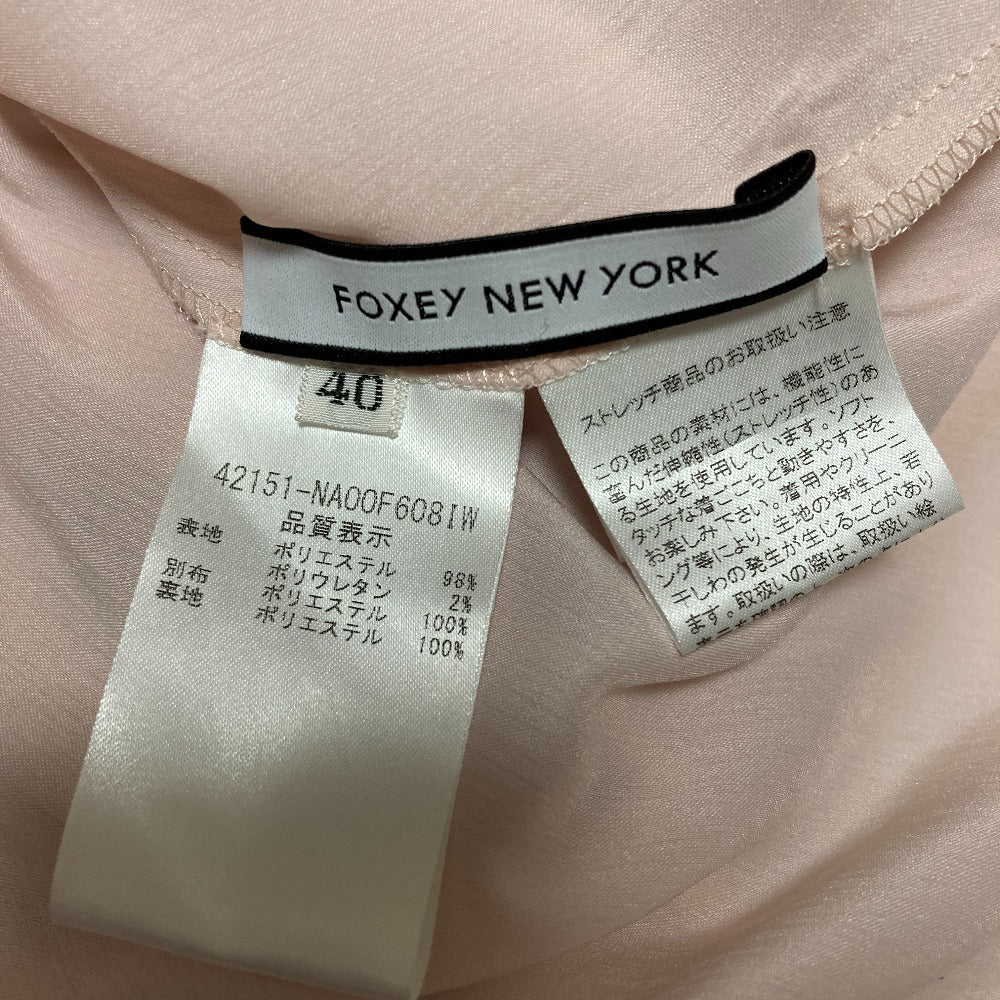 FOXEY NEW YORK
40
42151-NA00F608IW
品質表示
表地 ポリエステル 98%
ポリウレタン 2%
別布 ポリエステル 100%
裏地 ポリエステル 100%
ストレッチ商品のお取扱い注意
この商品の素材には、機能性に
富んだ伸縮性(ストレッチ性)のあ
る生地を使用しています。ソフト
タッチな着ごこちと動きやすさを、
お楽しみ下さい。着用やクリーニ
ング等により、生地の特性上、若
干しわの発生が生じることがあり
ます。取扱いの際は、取扱い絵